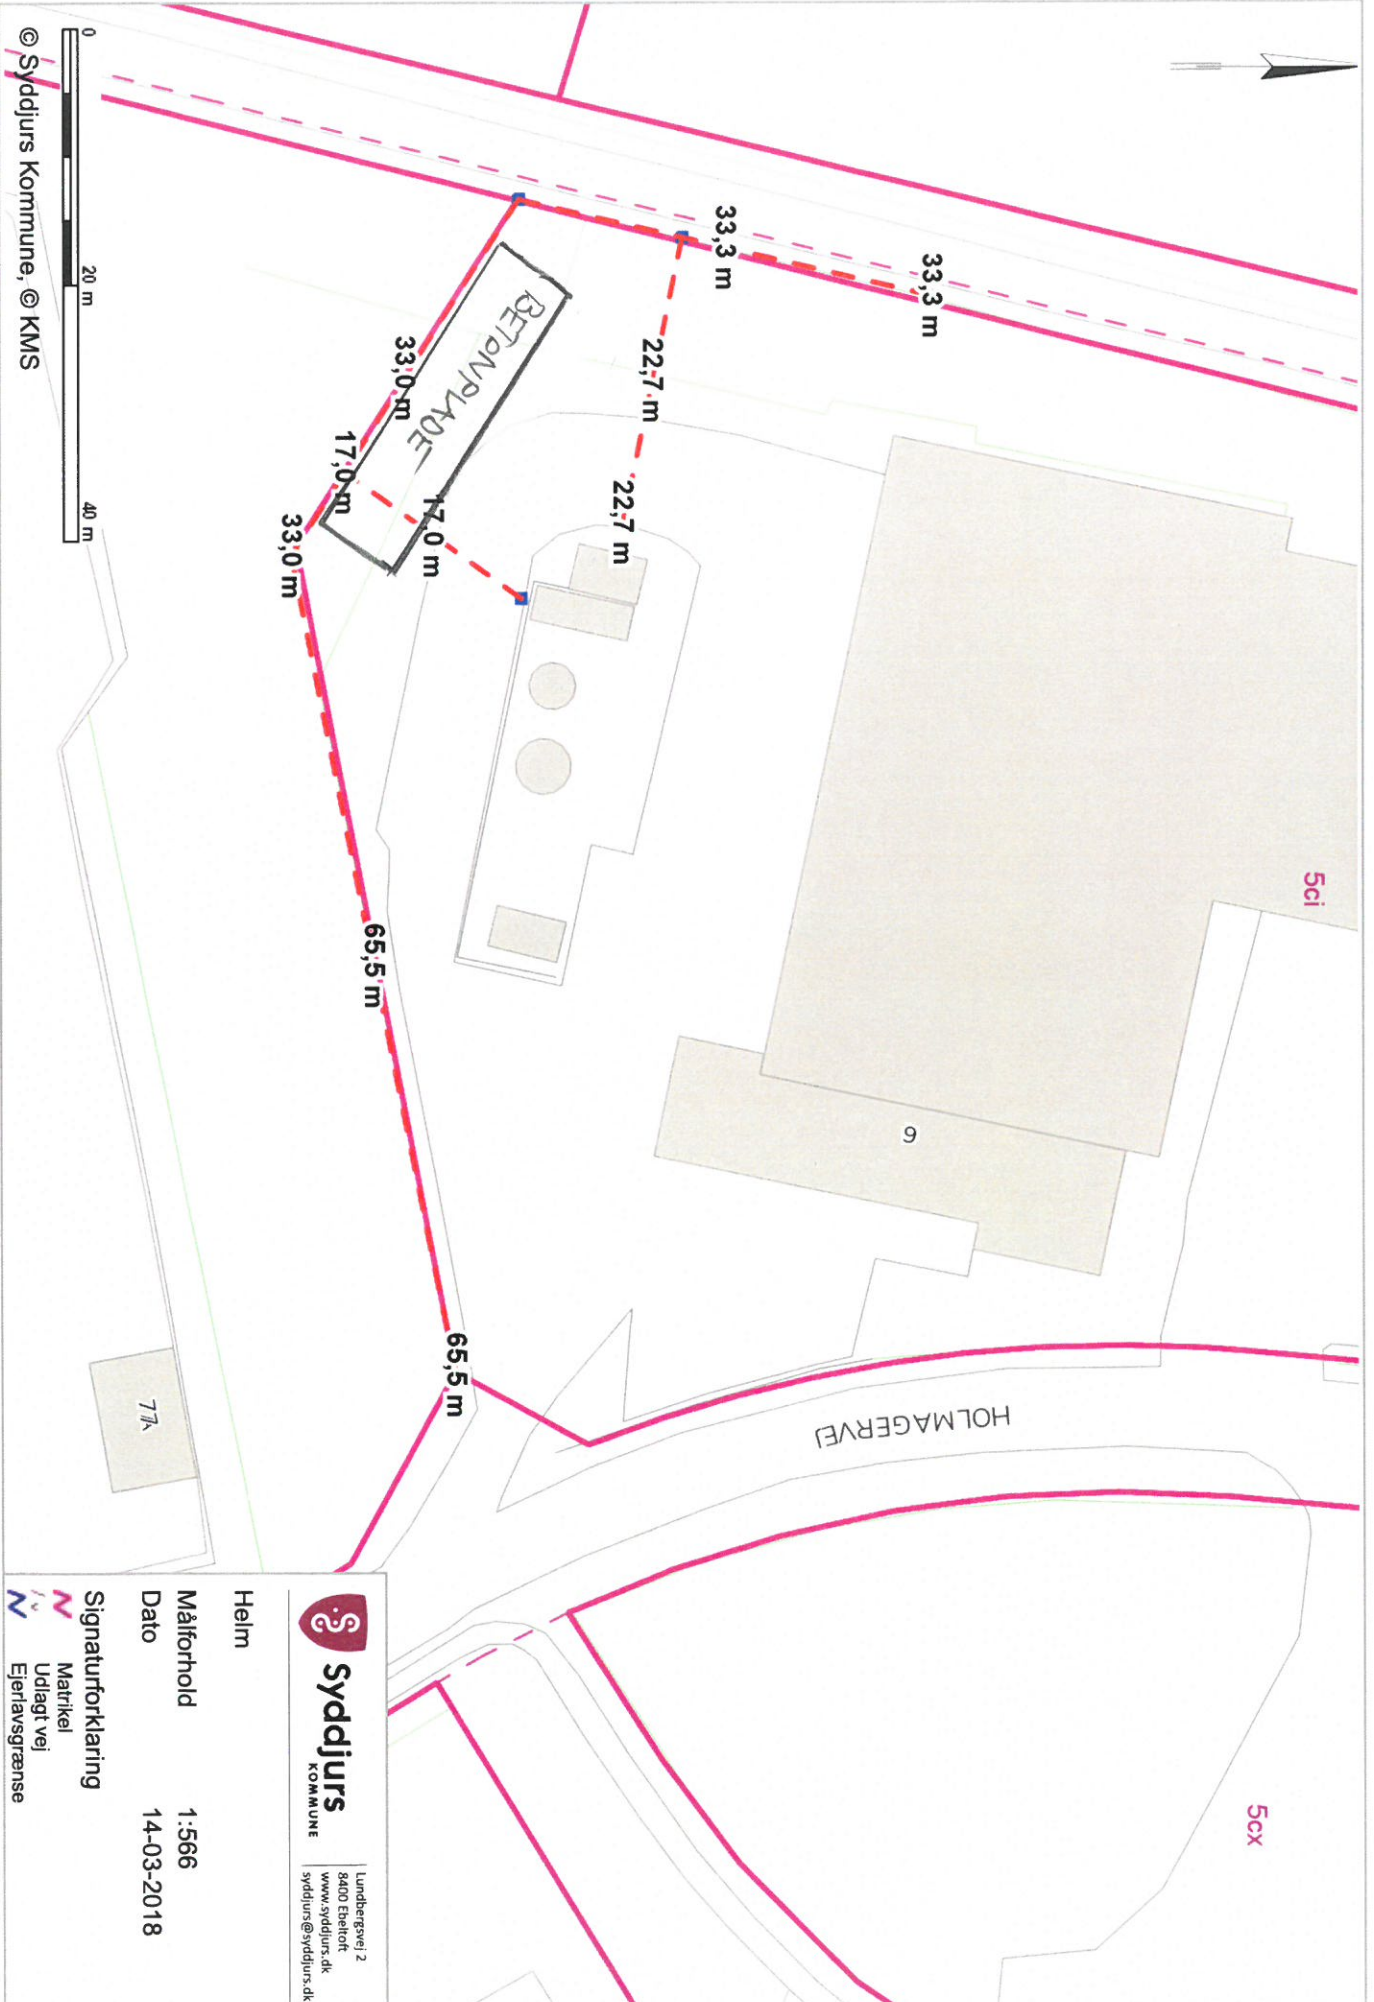 5ci
5cx
6
HOLMAGERVEJ
33,3 m
33,3 m
22,7 m
22,7 m
BETONPLADE
33,0 m
17,0 m
17,0 m
33,0 m
65,5 m
65,5 m
77A
0
20 m
40 m
© Syddjurs Kommune, © KMS
Syddjurs
KOMMUNE
Lundbergsvej 2
8400 Ebeltoft
www.syddjurs.dk
syddjurs@syddjurs.dk
Helm
Målforhold 1:566
Dato 14-03-2018
Signaturforklaring
Matrikel
Udlagt vej
Ejerlavsgrænse